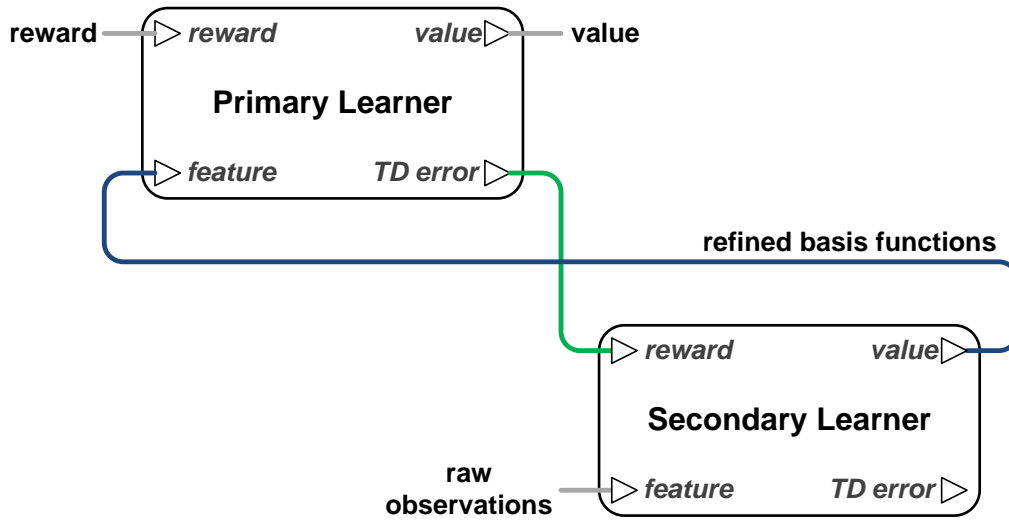 reward
reward
value
value
Primary Learner
feature
TD error
refined basis functions
reward
value
Secondary Learner
raw
observations
feature
TD error